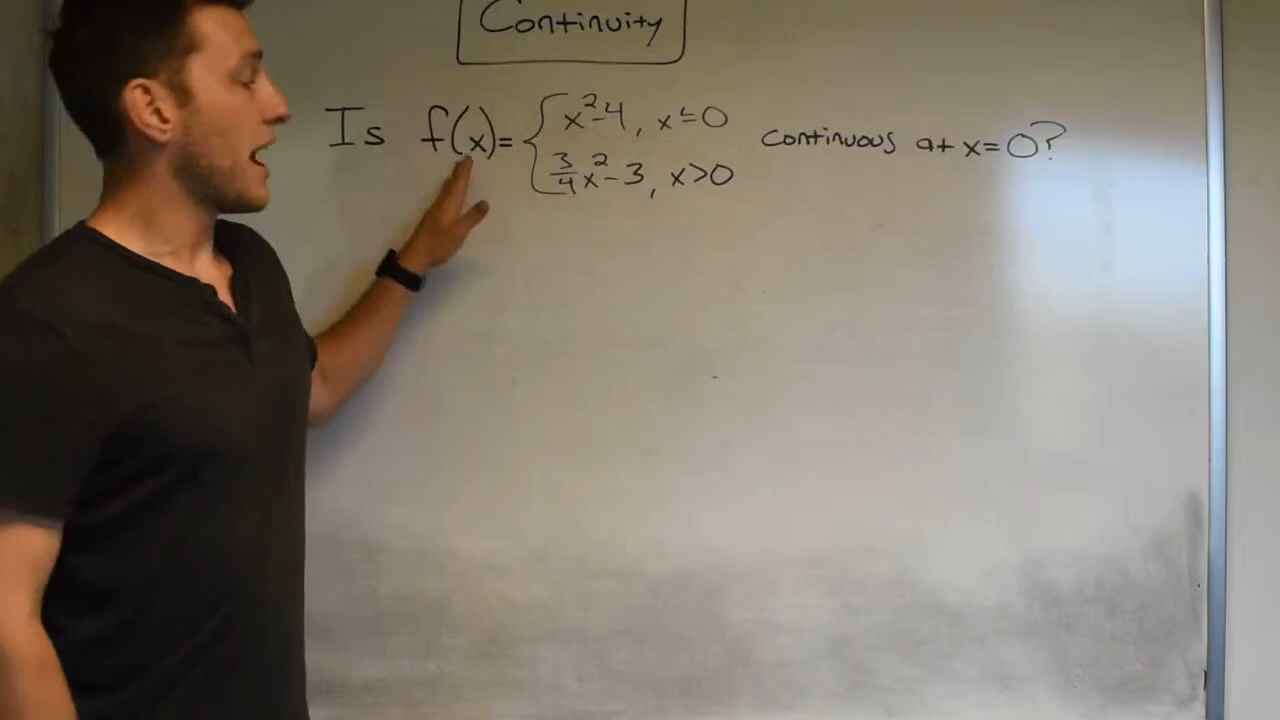 Continuity
Is f(x)= { x²-4, x≤0 continuous at x=0?
3/4x²-3, x>0